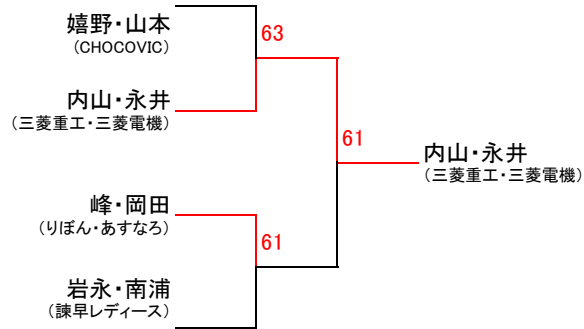 嬉野・山本
(CHOCOVIC)
63
内山・永井
(三菱重工・三菱電機)
61
内山・永井
(三菱重工・三菱電機)
峰・岡田
(りぼん・あすなろ)
61
岩永・南浦
(諫早レディース)